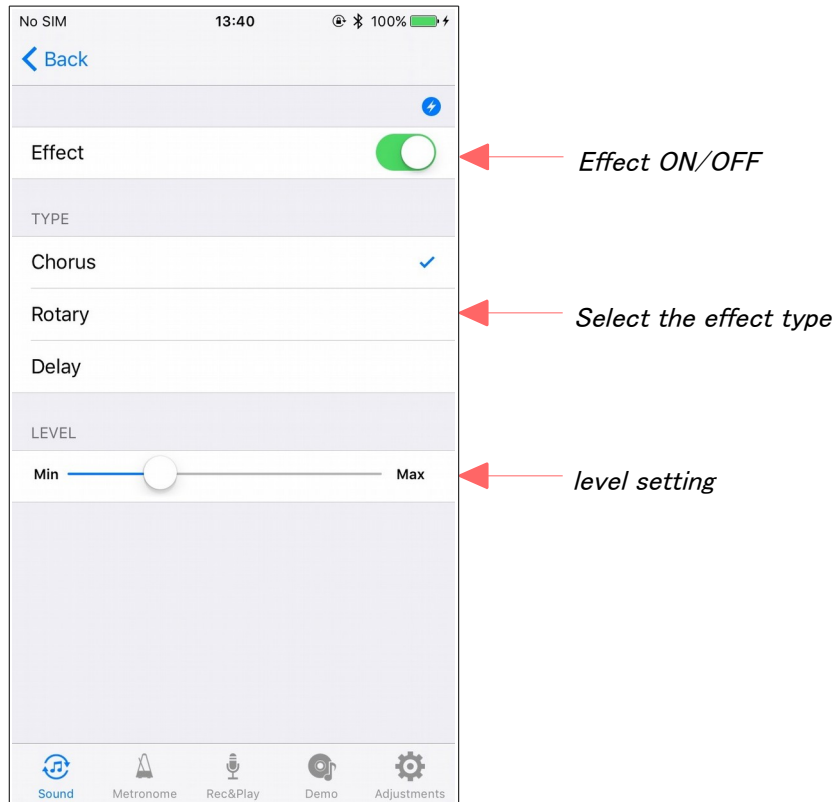 No SIM 13:40 100%
Back
Effect
Effect ON/OFF
TYPE
Chorus
Rotary
Select the effect type
Delay
LEVEL
Min Max
level setting
Sound Metronome Rec&Play Demo Adjustments